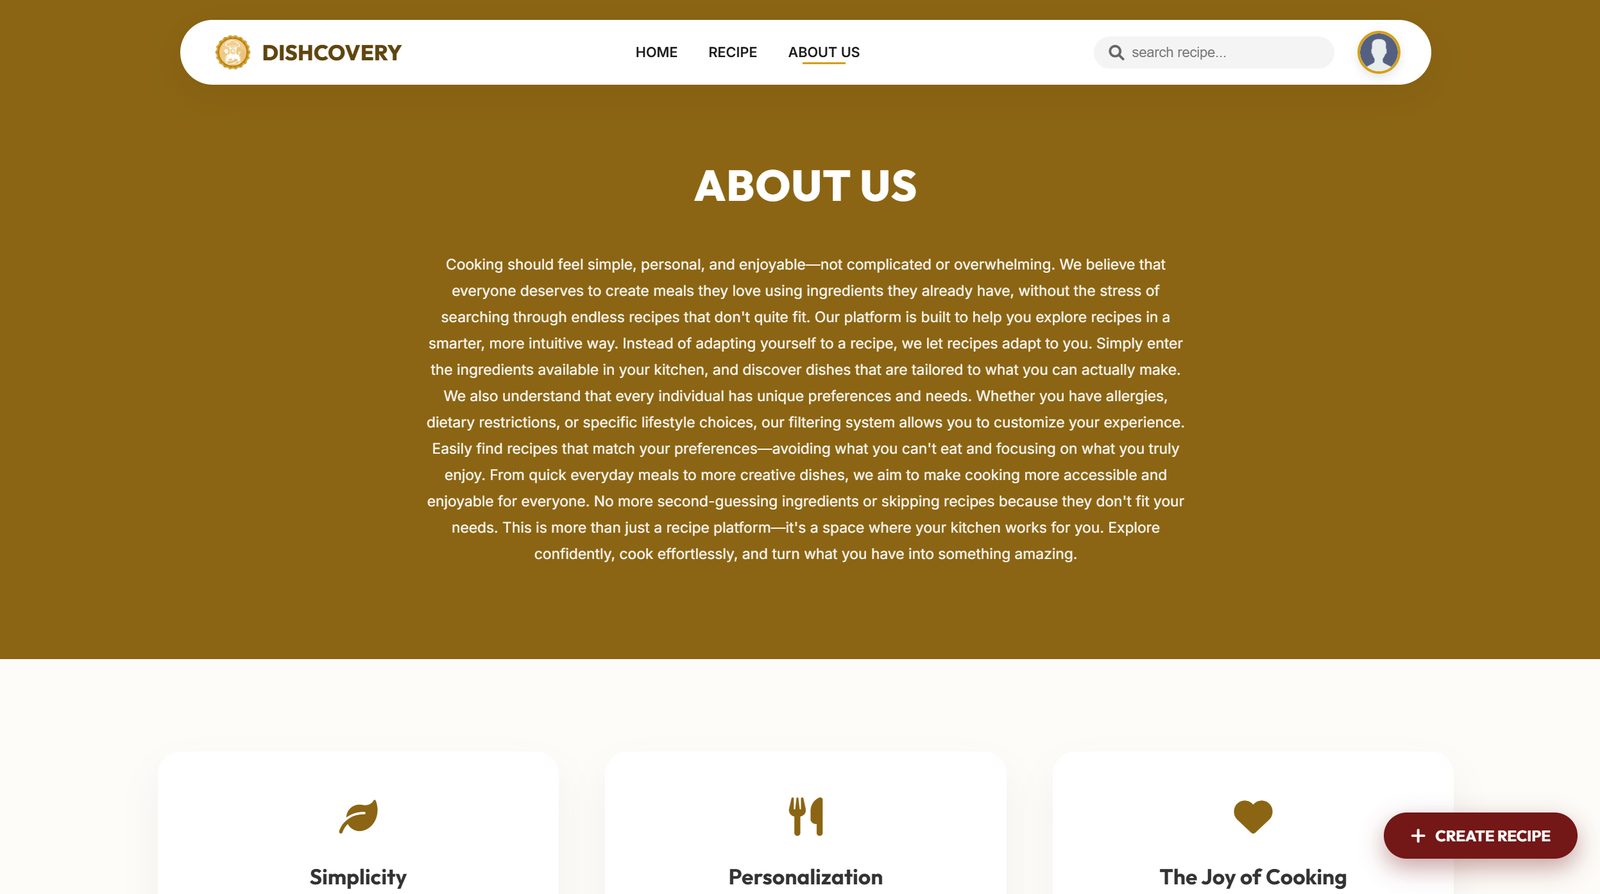 DISHCOVERY
HOME
RECIPE
ABOUT US
search recipe...
ABOUT US
Cooking should feel simple, personal, and enjoyable—not complicated or overwhelming. We believe that
everyone deserves to create meals they love using ingredients they already have, without the stress of
searching through endless recipes that don't quite fit. Our platform is built to help you explore recipes in a
smarter, more intuitive way. Instead of adapting yourself to a recipe, we let recipes adapt to you. Simply enter
the ingredients available in your kitchen, and discover dishes that are tailored to what you can actually make.
We also understand that every individual has unique preferences and needs. Whether you have allergies,
dietary restrictions, or specific lifestyle choices, our filtering system allows you to customize your experience.
Easily find recipes that match your preferences—avoiding what you can't eat and focusing on what you truly
enjoy. From quick everyday meals to more creative dishes, we aim to make cooking more accessible and
enjoyable for everyone. No more second-guessing ingredients or skipping recipes because they don't fit your
needs. This is more than just a recipe platform—it's a space where your kitchen works for you. Explore
confidently, cook effortlessly, and turn what you have into something amazing.
Simplicity
Personalization
The Joy of Cooking
CREATE RECIPE